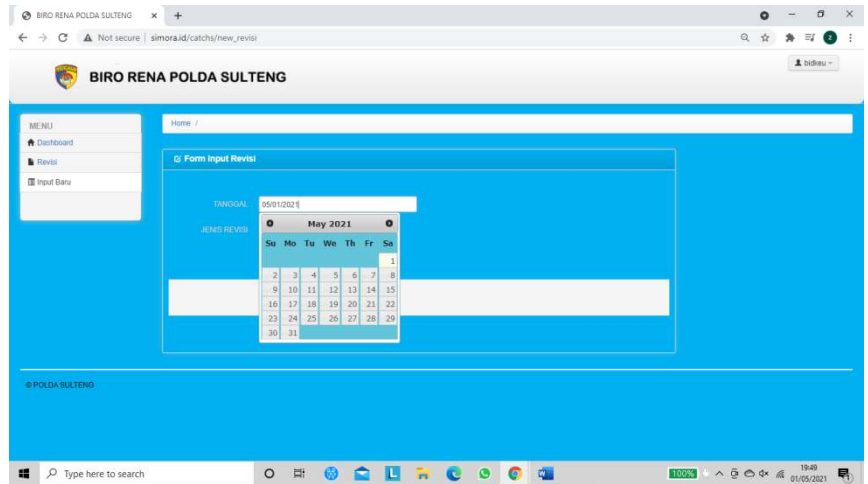 BIRO RENA POLDA SULTENG
Not secure | simora.id/catchs/new_revisi
Z
BIRO RENA POLDA SULTENG
bidkeu
MENU
Dashboard
Revisi
Input Baru
Home /
Form Input Revisi
TANGGAL 05/01/2021
JENIS REVISI
May 2021
Su Mo Tu We Th Fr Sa
1
2 3 4 5 6 7 8
9 10 11 12 13 14 15
16 17 18 19 20 21 22
23 24 25 26 27 28 29
30 31
© POLDA SULTENG
Type here to search
L
W
100%
19:49
01/05/2021
1